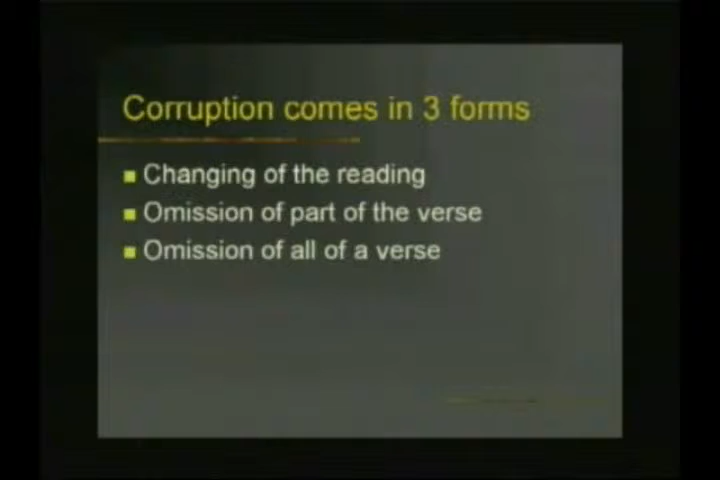 Corruption comes in 3 forms
Changing of the reading
Omission of part of the verse
Omission of all of a verse